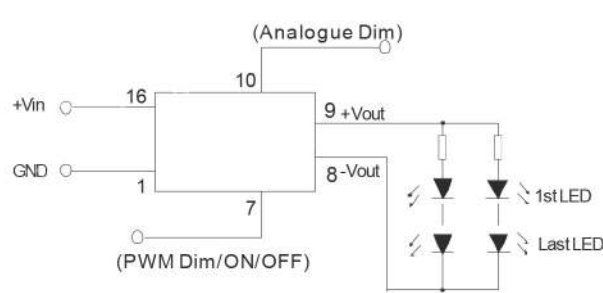 (Analogue Dim)
10
+Vin
16
9 +Vout
GND
1
8 -Vout
1st LED
7
Last LED
(PWM Dim/ON/OFF)